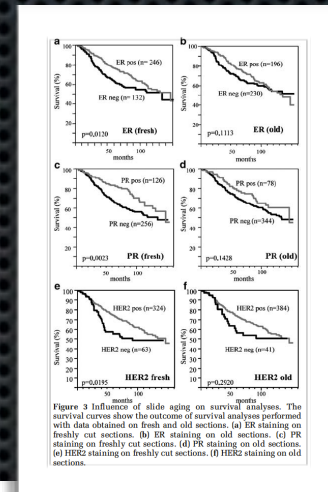 a
b
100
80
60
40
20
Survival (%)
ER pos (n= 246)
ER neg (n= 132)
p=0,0120
ER (fresh)
50
100
months
100
80
60
40
20
Survival (%)
ER pos (n=196)
ER neg (n=230)
p=0,1113
ER (old)
50
100
months
c
d
100
80
60
40
20
Survival (%)
PR pos (n=126)
PR neg (n=256)
p=0,0023
PR (fresh)
50
100
months
100
80
60
40
20
Survival (%)
PR pos (n=78)
PR neg (n=344)
p=0,1428
PR (old)
50
100
months
e
f
100
90
80
70
60
50
40
30
20
10
Survival (%)
HER2 pos (n=324)
HER2 neg (n=63)
p=0,0195
HER2 fresh
50
100
months
100
90
80
70
60
50
40
30
20
10
Survival (%)
HER2 pos (n=384)
HER2 neg (n=41)
p=0,2920
HER2 old
50
100
months
Figure 3 Influence of slide aging on survival analyses. The
survival curves show the outcome of survival analyses performed
with data obtained on fresh and old sections. (a) ER staining on
freshly cut sections. (b) ER staining on old sections. (c) PR
staining on freshly cut sections. (d) PR staining on old sections.
(e) HER2 staining on freshly cut sections. (f) HER2 staining on old
sections.